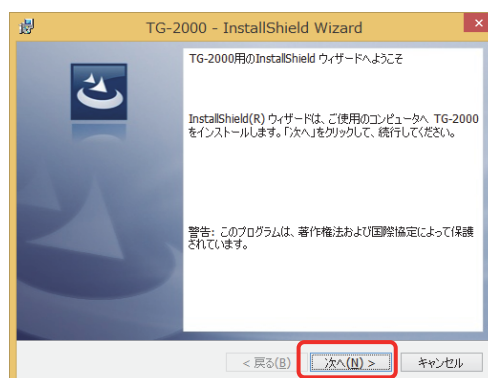 TG-2000 - InstallShield Wizard
TG-2000用のInstallShield ウィザードへようこそ
InstallShield(R) ウィザードは、ご使用のコンピュータへ TG-2000
をインストールします。「次へ」をクリックして、続行してください。
警告: このプログラムは、著作権法および国際協定によって保護
されています。
< 戻る(B) 次へ(N) > キャンセル